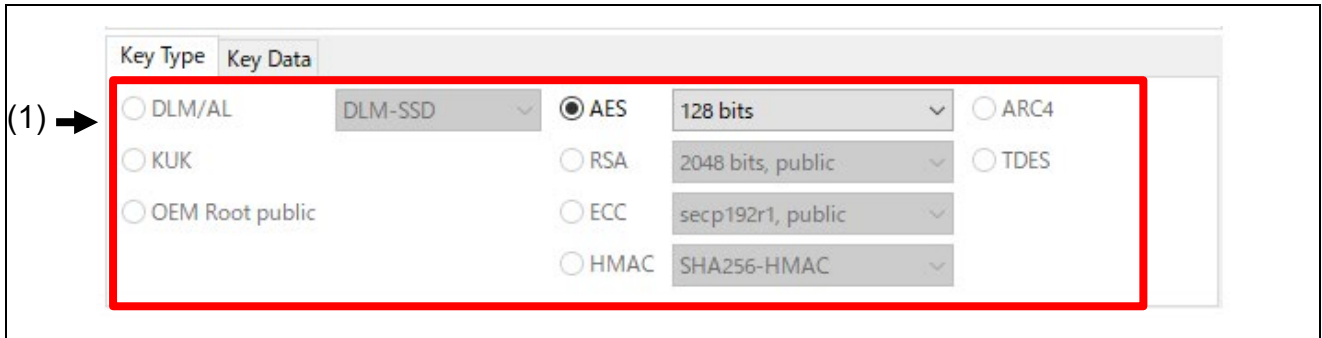 Key Type Key Data
(1) DLM/AL DLM-SSD AES 128 bits ARC4
KUK RSA 2048 bits, public TDES
OEM Root public ECC secp192r1, public
HMAC SHA256-HMAC